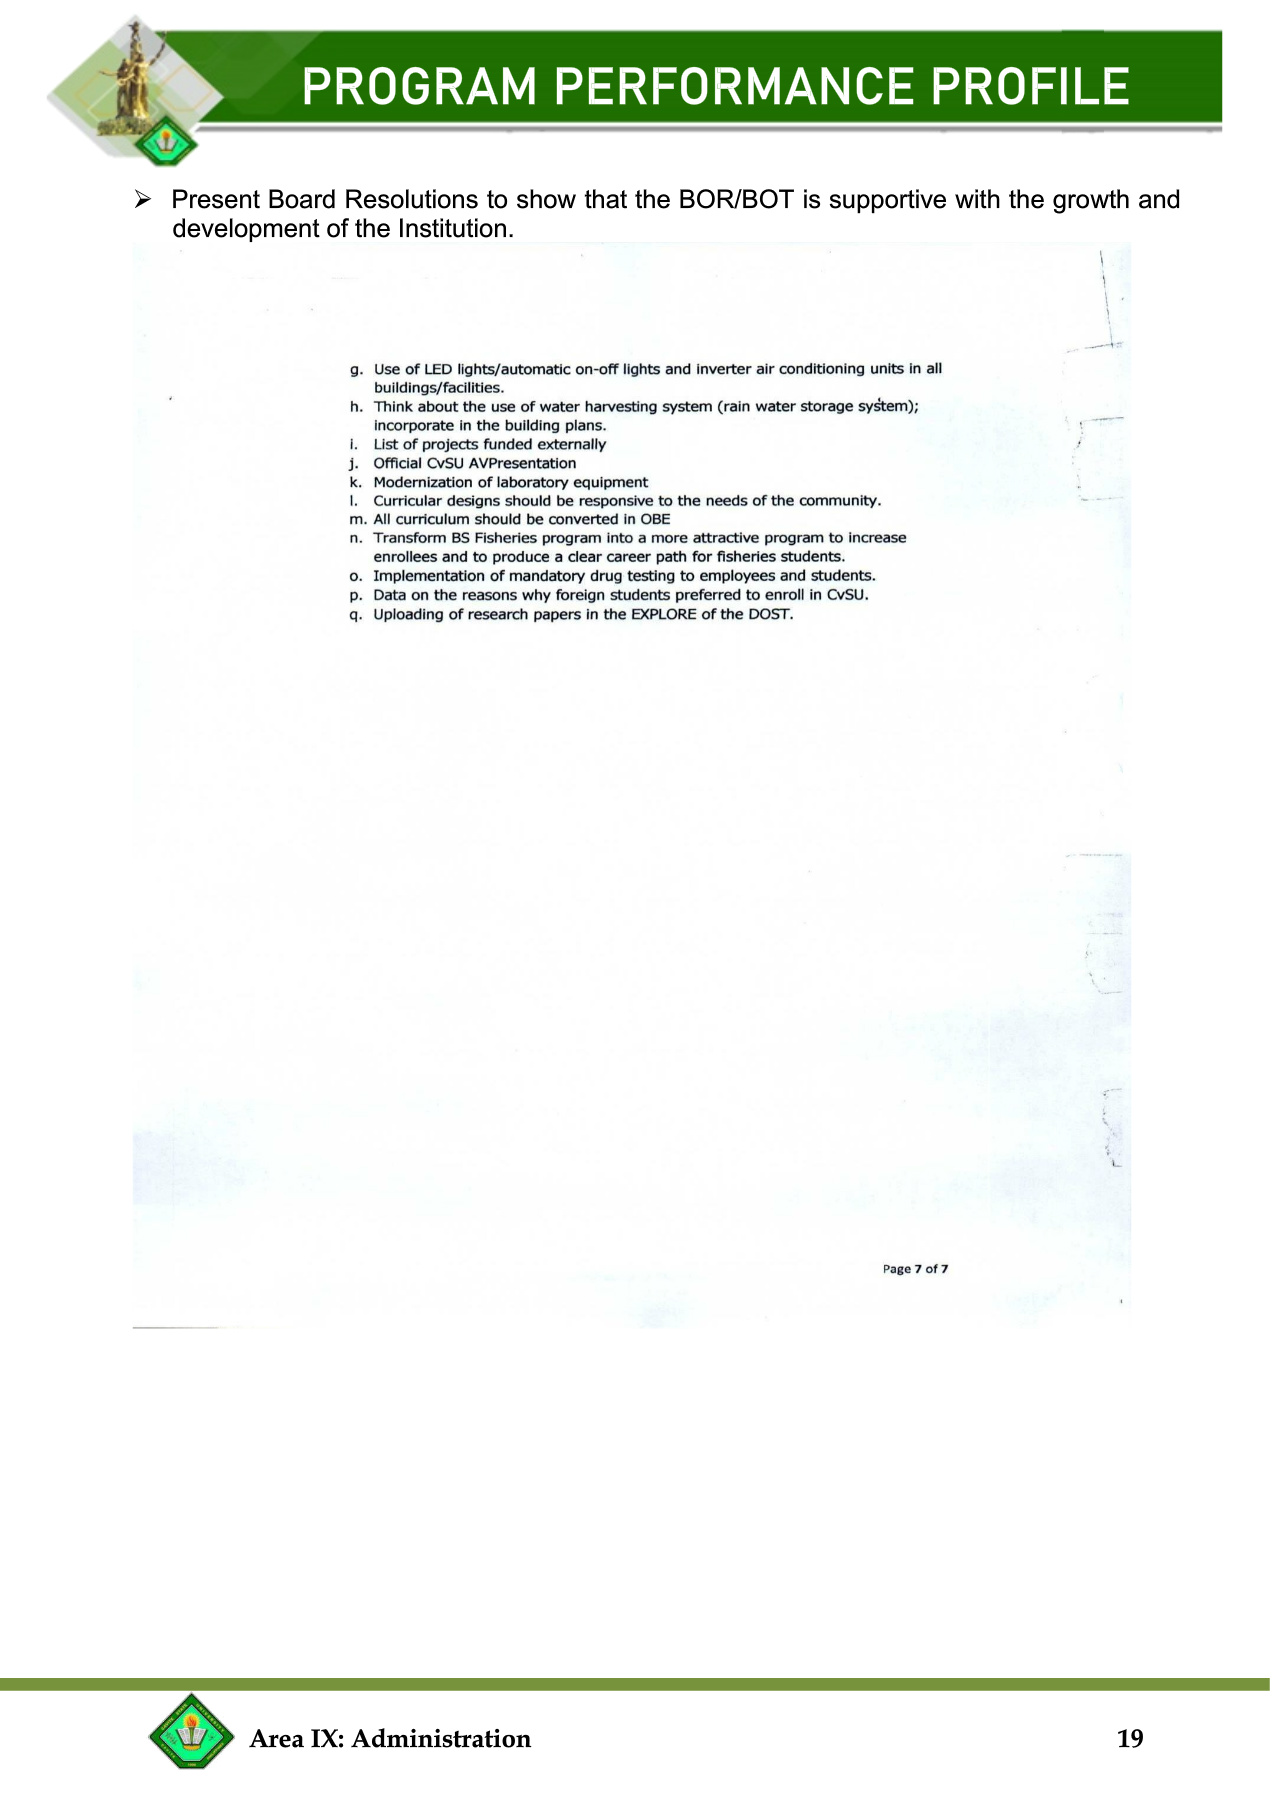 PROGRAM PERFORMANCE PROFILE
➢ Present Board Resolutions to show that the BOR/BOT is supportive with the growth and
development of the Institution.
g. Use of LED lights/automatic on-off lights and inverter air conditioning units in all
buildings/facilities.
h. Think about the use of water harvesting system (rain water storage system);
incorporate in the building plans.
i. List of projects funded externally
j. Official CvSU AVPresentation
k. Modernization of laboratory equipment
l. Curricular designs should be responsive to the needs of the community.
m. All curriculum should be converted in OBE
n. Transform BS Fisheries program into a more attractive program to increase
enrollees and to produce a clear career path for fisheries students.
o. Implementation of mandatory drug testing to employees and students.
p. Data on the reasons why foreign students preferred to enroll in CvSU.
q. Uploading of research papers in the EXPLORE of the DOST.
Page 7 of 7
Area IX: Administration
19